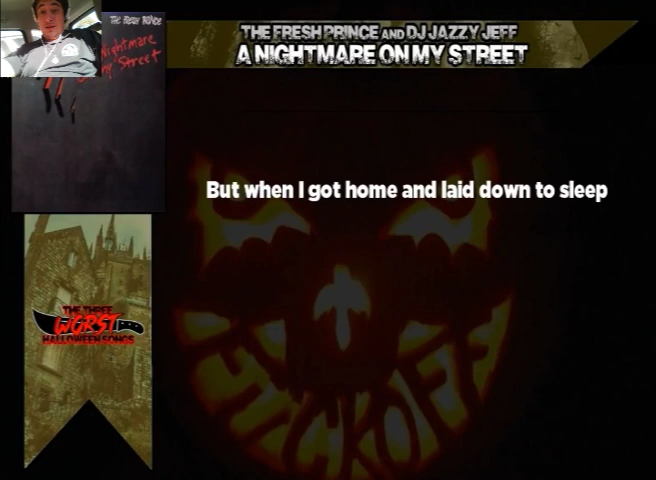 THE FRESH PRINCE
Nightmare
my Street
THE FRESH PRINCE AND DJ JAZZY JEFF
A NIGHTMARE ON MY STREET
But when I got home and laid down to sleep
THE THREE
WORST
HALLOWEEN SONGS